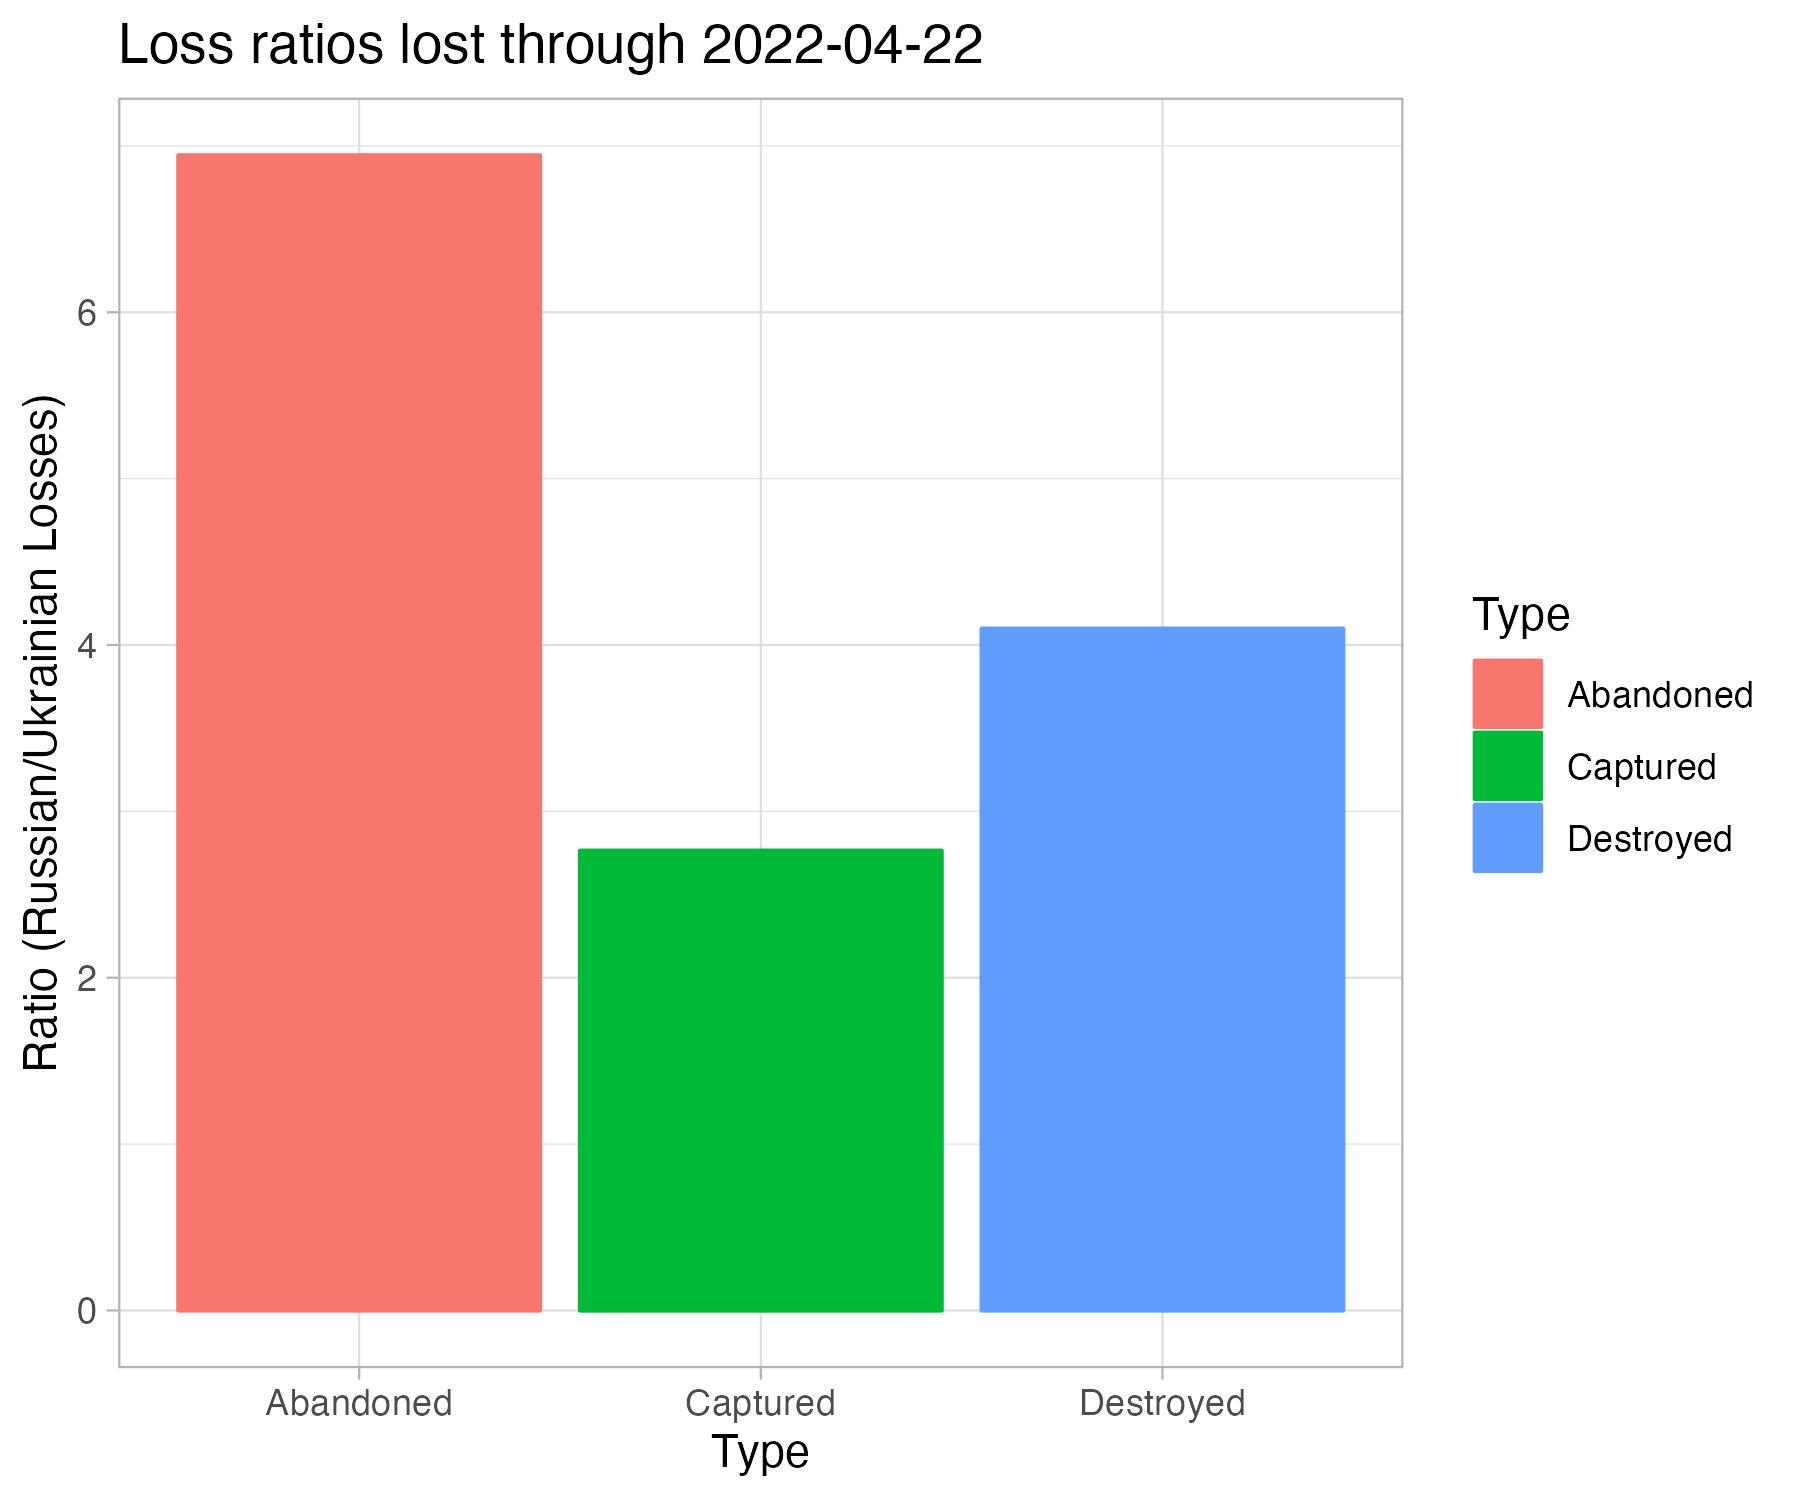 Loss ratios lost through 2022-04-22
Ratio (Russian/Ukrainian Losses)
6
4
2
0
Abandoned
Captured
Destroyed
Type
Type
Abandoned
Captured
Destroyed